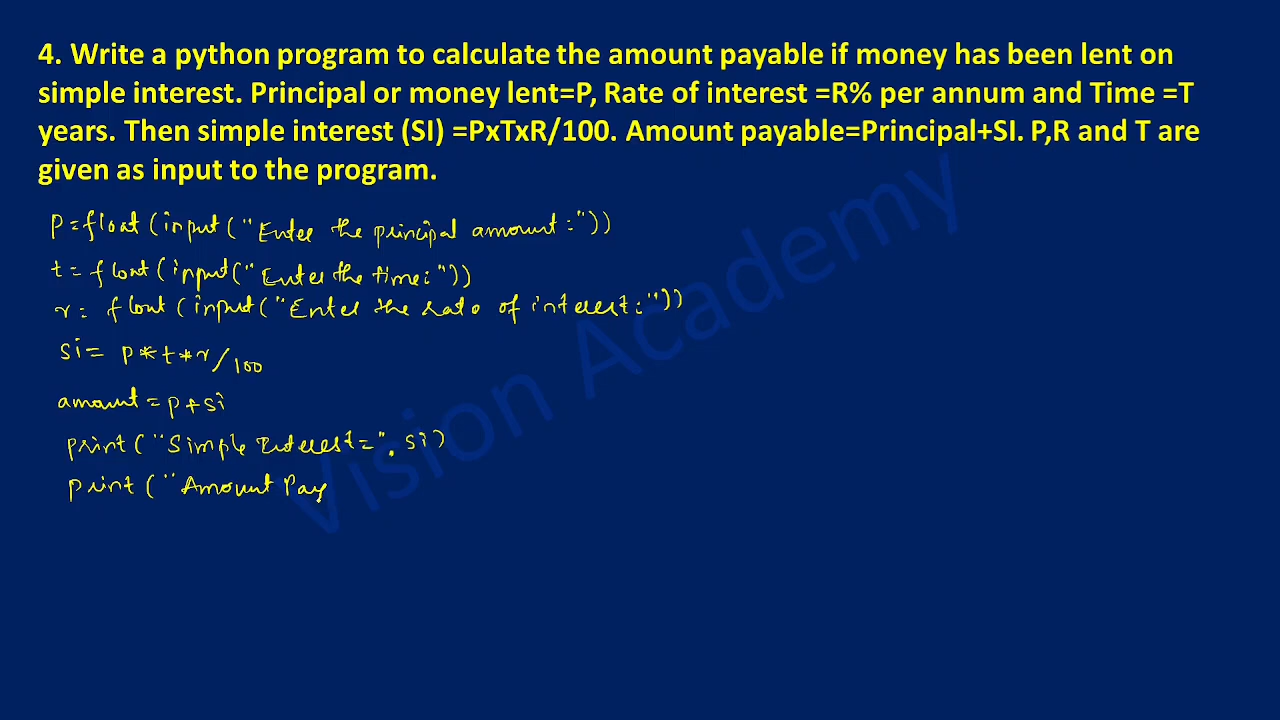 4. Write a python program to calculate the amount payable if money has been lent on
simple interest. Principal or money lent=P, Rate of interest =R% per annum and Time =T
years. Then simple interest (SI) =PxTxR/100. Amount payable=Principal+SI. P,R and T are
given as input to the program.
P=float(input("Enter the principal amount:"))
t=float(input("Enter the time:"))
r=float(input("Enter the rate of interest:"))
si= p*t*r/100
amount=p+si
print("Simple Interest=",si)
print("Amount Pay
Vision Academy